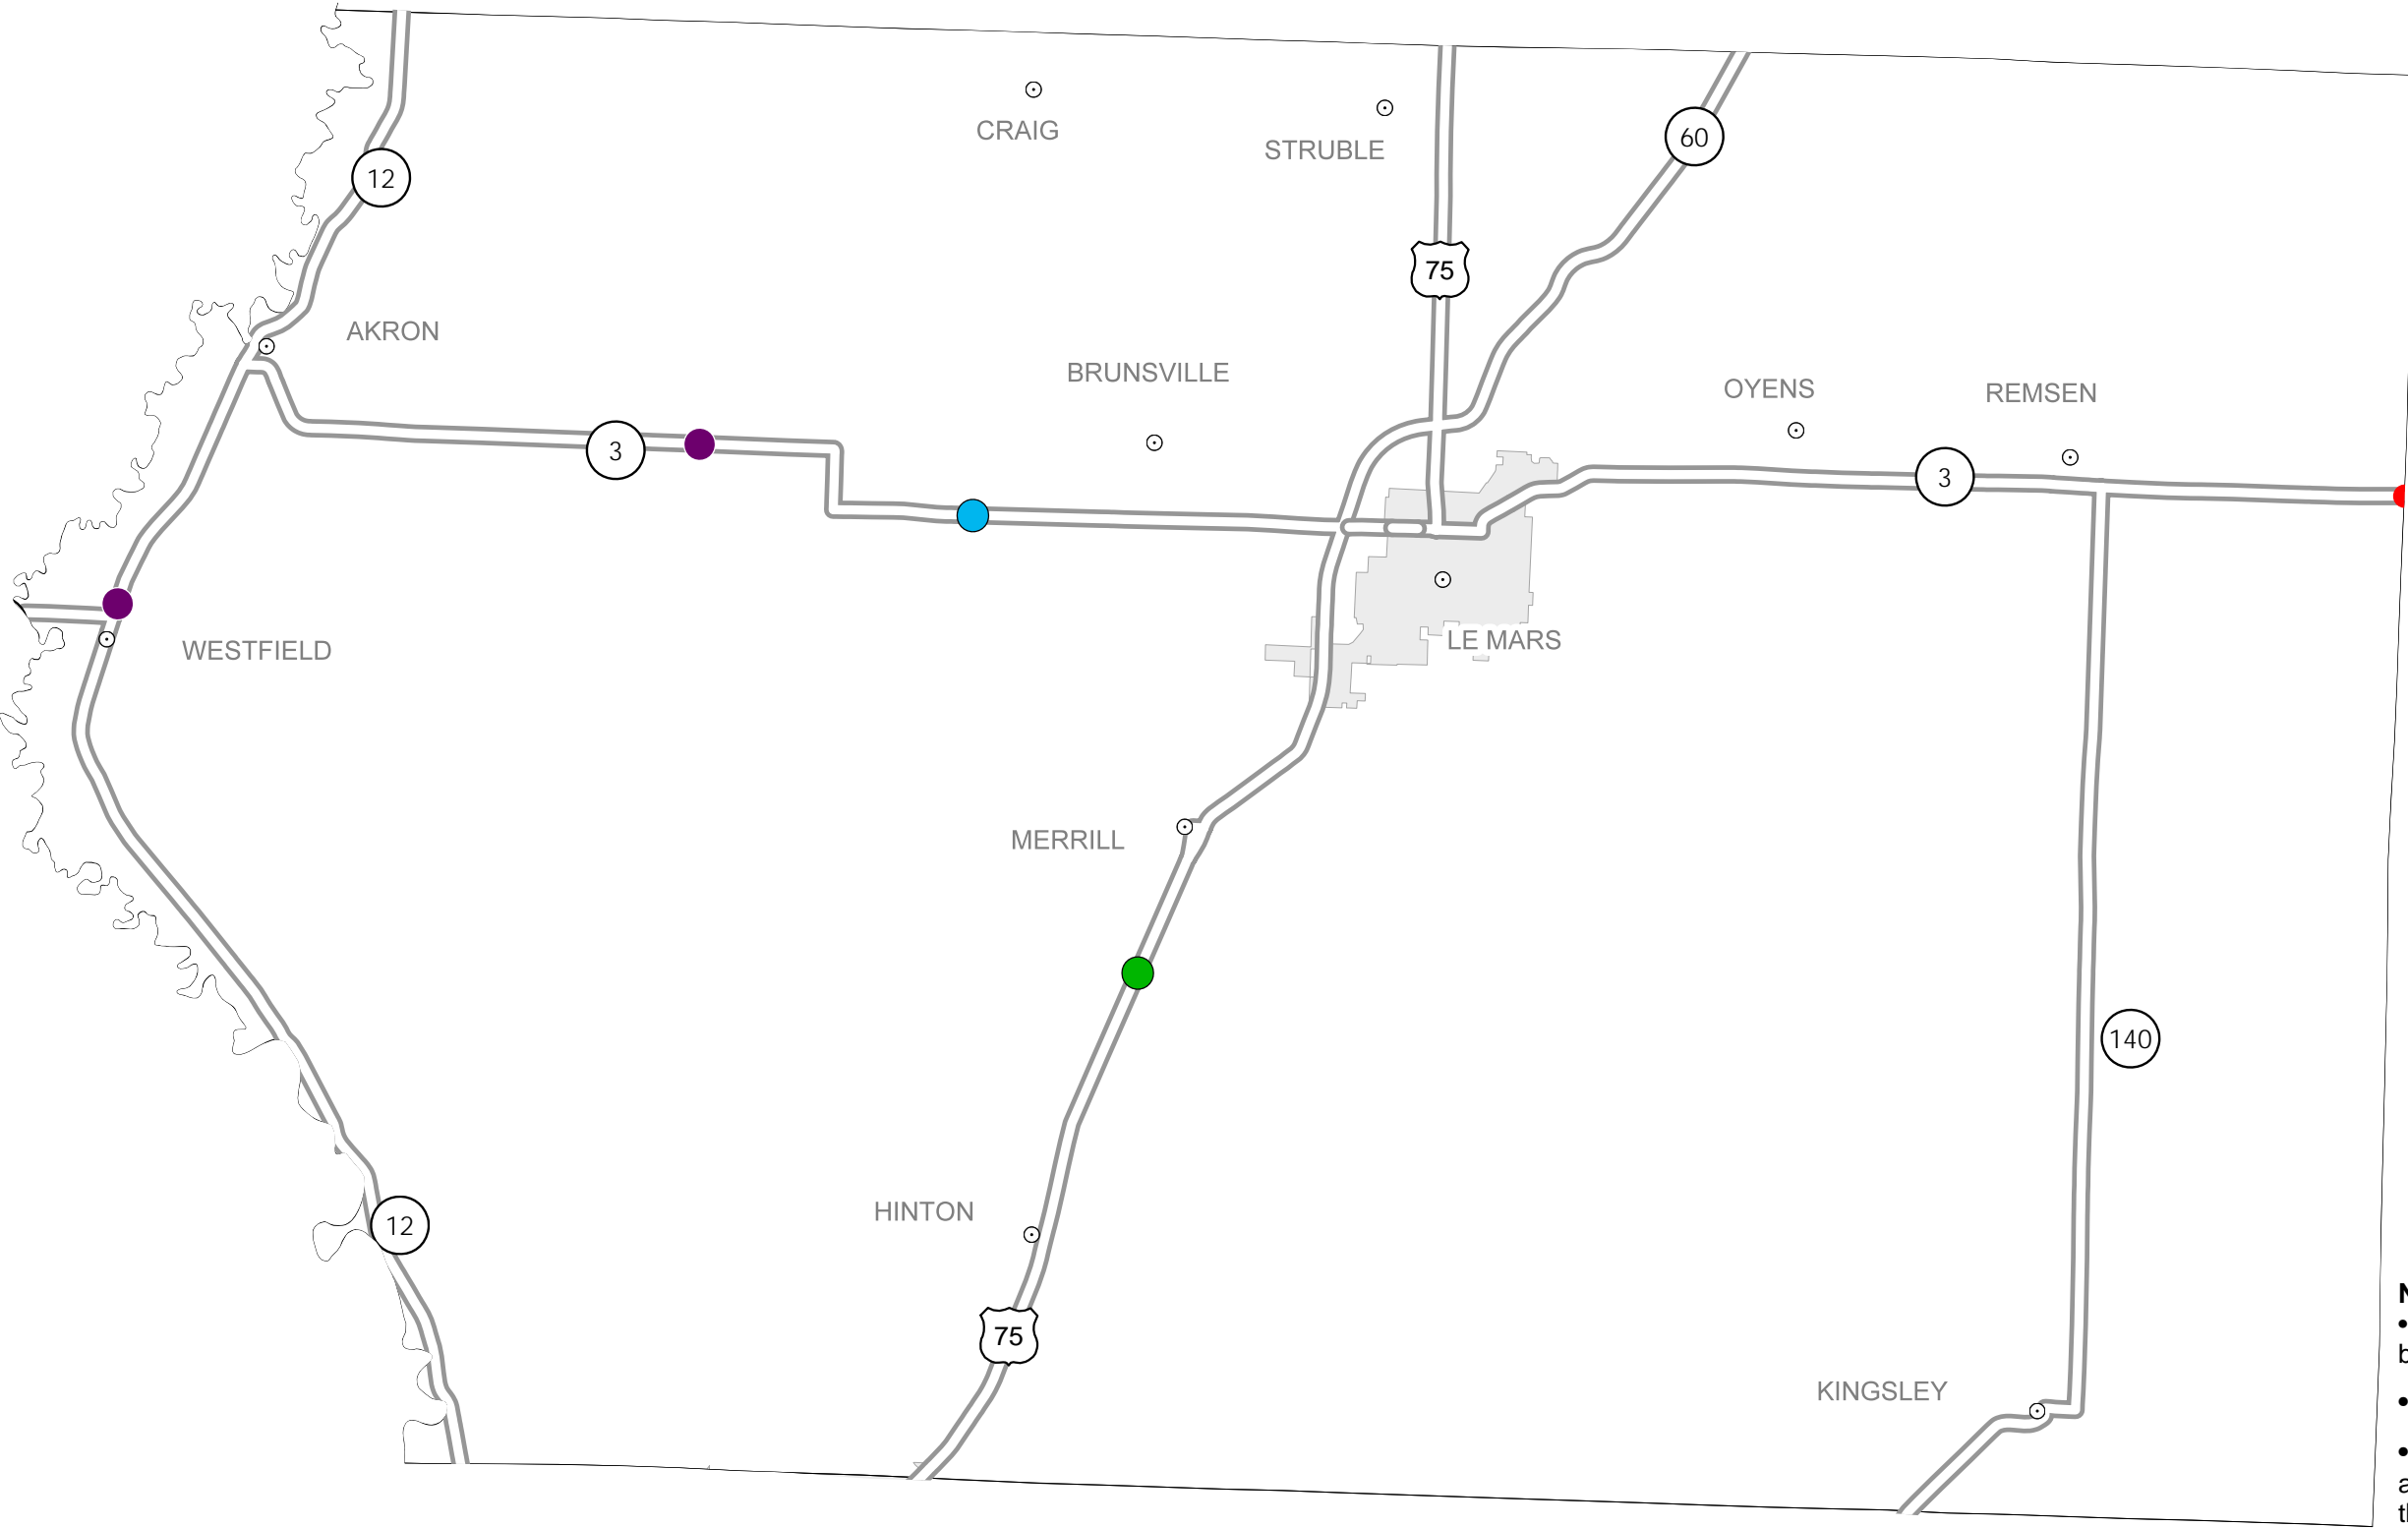 CRAIG
STRUBLE
60
12
75
AKRON
BRUNSVILLE
OYENS
REMSEN
3
3
WESTFIELD
LE MARS
MERRILL
140
HINTON
12
75
KINGSLEY